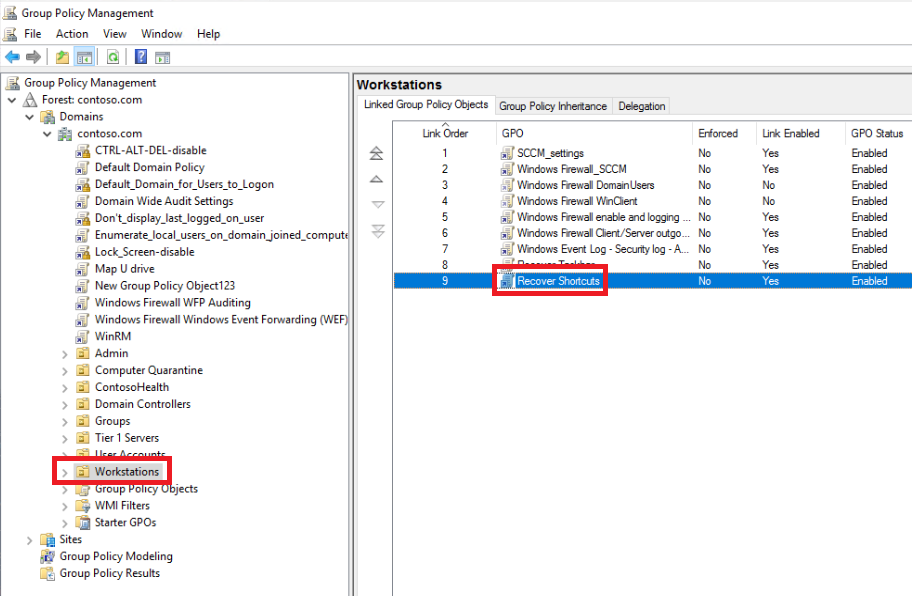 Group Policy Management
File Action View Window Help
Group Policy Management
Forest: contoso.com
Domains
contoso.com
CTRL-ALT-DEL-disable
Default Domain Policy
Default_Domain_for_Users_to_Logon
Domain Wide Audit Settings
Don't_display_last_logged_on_user
Enumerate_local_users_on_domain_joined_compute
Lock_Screen-disable
Map U drive
New Group Policy Object123
Windows Firewall WFP Auditing
Windows Firewall Windows Event Forwarding (WEF)
WinRM
Admin
Computer Quarantine
ContosoHealth
Domain Controllers
Groups
Tier 1 Servers
User Accounts
Workstations
Group Policy Objects
WMI Filters
Starter GPOs
Sites
Group Policy Modeling
Group Policy Results
Workstations
Linked Group Policy Objects Group Policy Inheritance Delegation
Link Order GPO Enforced Link Enabled GPO Status
1 SCCM_settings No Yes Enabled
2 Windows Firewall_SCCM No Yes Enabled
3 Windows Firewall DomainUsers No No Enabled
4 Windows Firewall WinClient No No Enabled
5 Windows Firewall enable and logging ... No Yes Enabled
6 Windows Firewall Client/Server outgo... No Yes Enabled
7 Windows Event Log - Security log - A... No Yes Enabled
8 Recover Taskbar No Yes Enabled
9 Recover Shortcuts No Yes Enabled